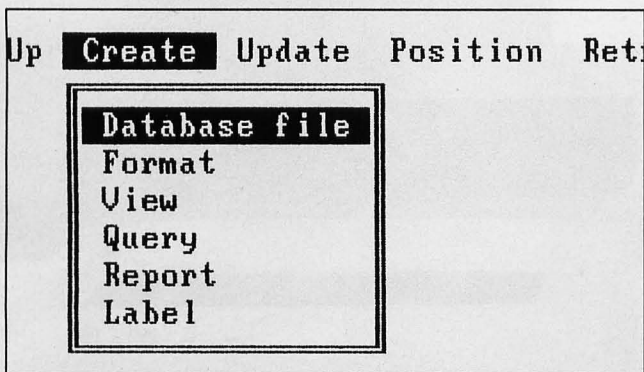 Up Create Update Position Retr
Database file
Format
View
Query
Report
Label